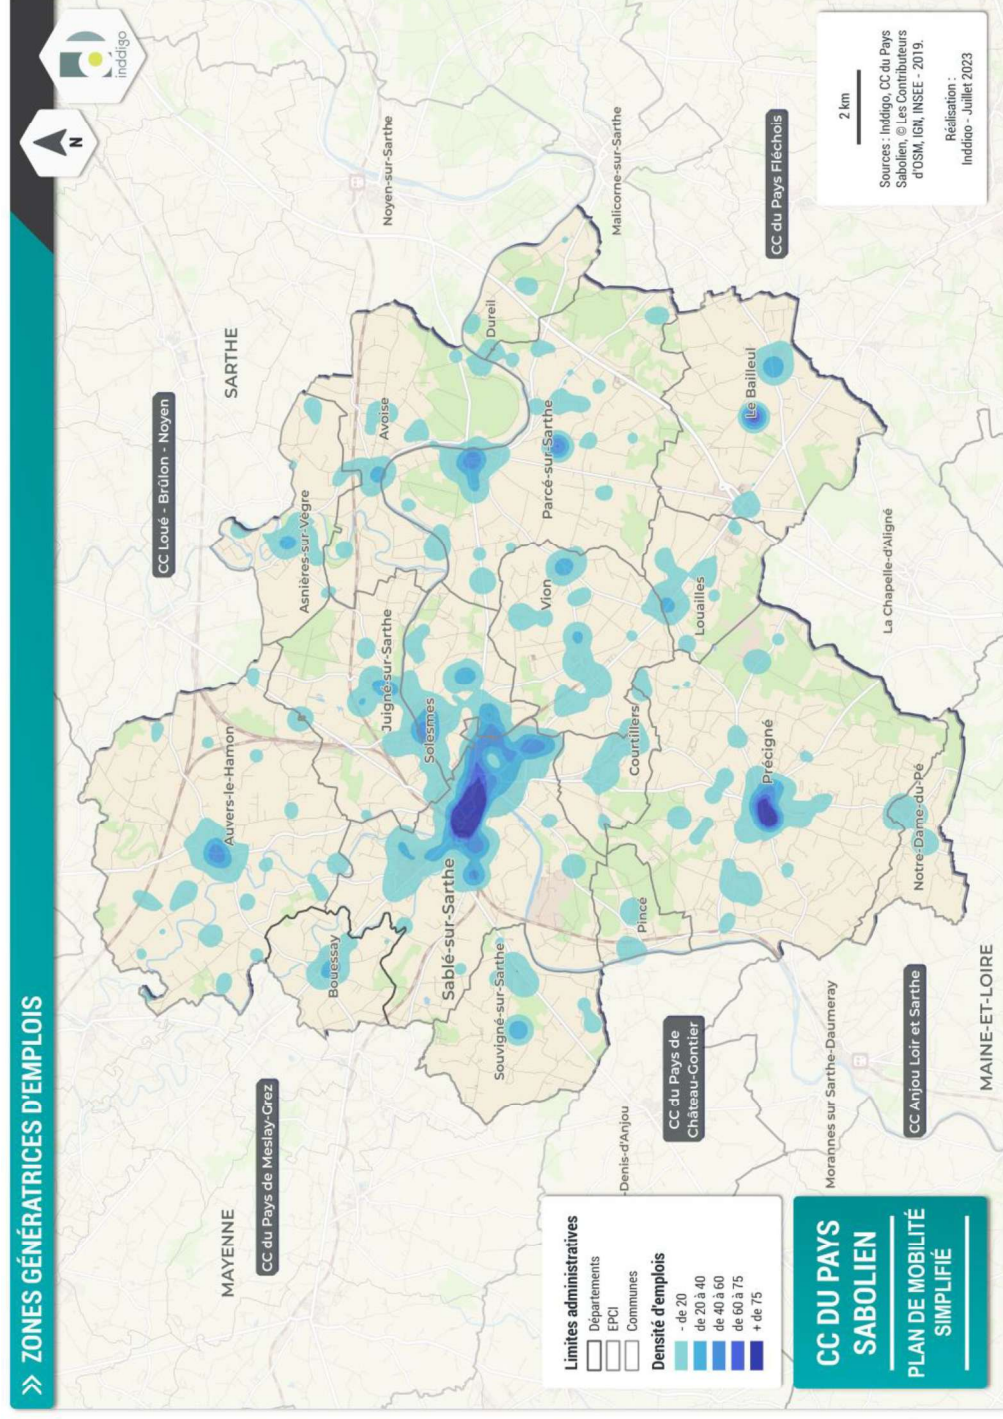 » ZONES GÉNÉRATRICES D'EMPLOIS
inddigo
N
MAYENNE
SARTHE
CC Loué - Brûlon - Noyen
CC du Pays de Meslay-Grez
Noyen-sur-Sarthe
Malicorne-sur-Sarthe
CC du Pays Fléchois
Auvers-le-Hamon
Asnières-sur-Vègre
Avoise
Dureil
Juigné-sur-Sarthe
Bouessay
Solesmes
Sablé-sur-Sarthe
Souvigné-sur-Sarthe
Vion
Parcé-sur-Sarthe
Le Bailleul
Louailles
Courtillers
Pincé
Précigné
Notre-Dame-du-Pé
La Chapelle-d'Aligné
-Denis-d'Anjou
CC du Pays de
Château-Gontier
Morannes sur Sarthe-Daumeray
CC Anjou Loir et Sarthe
MAINE-ET-LOIRE
Limites administratives
Départements
EPCI
Communes
Densité d'emplois
- de 20
de 20 à 40
de 40 à 60
de 60 à 75
+ de 75
CC DU PAYS
SABOLIEN
PLAN DE MOBILITÉ
SIMPLIFIÉ
2 km
Sources : Inddigo, CC du Pays
Sabolien, © Les Contributeurs
d'OSM, IGN, INSEE - 2019.
Réalisation :
Inddigo - Juillet 2023